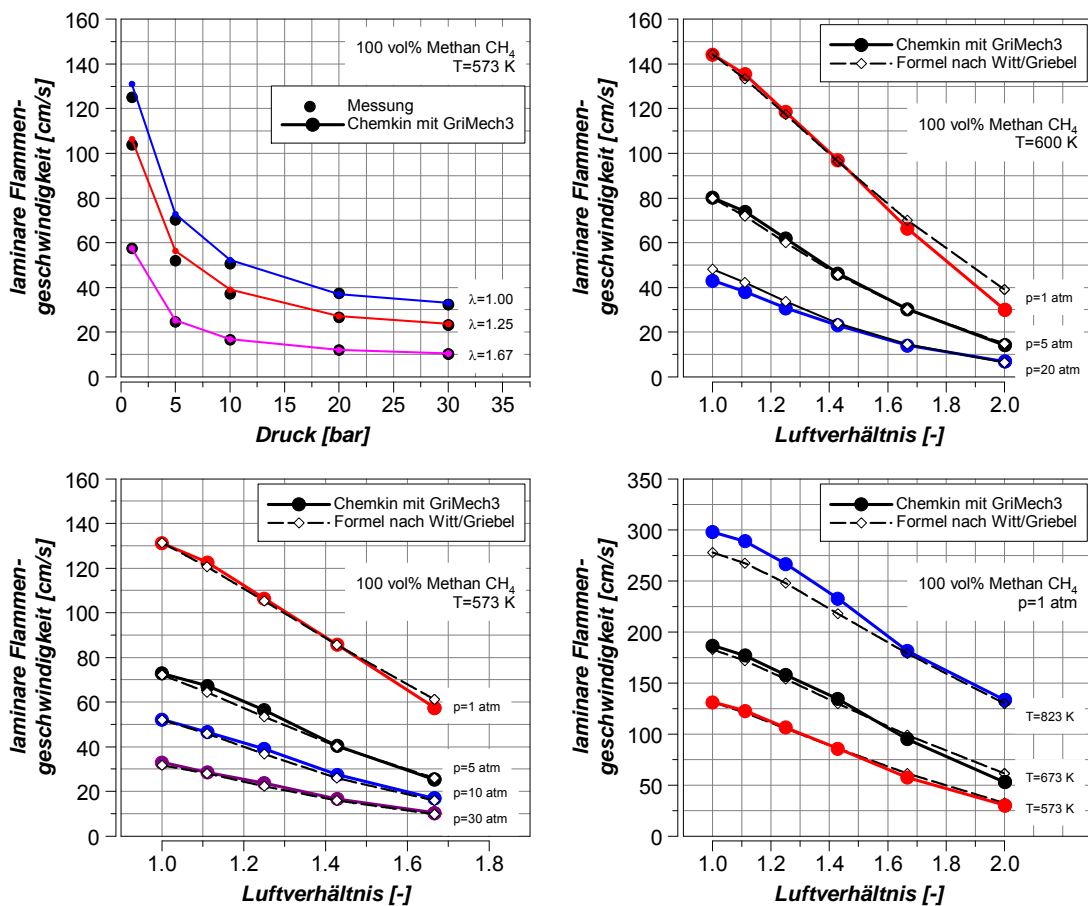 160
140
120
100
80
60
40
20
0
laminare Flammen-
geschwindigkeit [cm/s]
100 vol% Methan CH4
T=573 K
Messung
Chemkin mit GriMech3
λ=1.00
λ=1.25
λ=1.67
0 5 10 15 20 25 30 35
Druck [bar]
160
140
120
100
80
60
40
20
0
laminare Flammen-
geschwindigkeit [cm/s]
Chemkin mit GriMech3
Formel nach Witt/Griebel
100 vol% Methan CH4
T=600 K
p=1 atm
p=5 atm
p=20 atm
1.0 1.2 1.4 1.6 1.8 2.0
Luftverhältnis [-]
160
140
120
100
80
60
40
20
0
laminare Flammen-
geschwindigkeit [cm/s]
Chemkin mit GriMech3
Formel nach Witt/Griebel
100 vol% Methan CH4
T=573 K
p=1 atm
p=5 atm
p=10 atm
p=30 atm
1.0 1.2 1.4 1.6 1.8
Luftverhältnis [-]
350
300
250
200
150
100
50
0
laminare Flammen-
geschwindigkeit [cm/s]
Chemkin mit GriMech3
Formel nach Witt/Griebel
100 vol% Methan CH4
p=1 atm
T=823 K
T=673 K
T=573 K
1.0 1.2 1.4 1.6 1.8 2.0
Luftverhältnis [-]